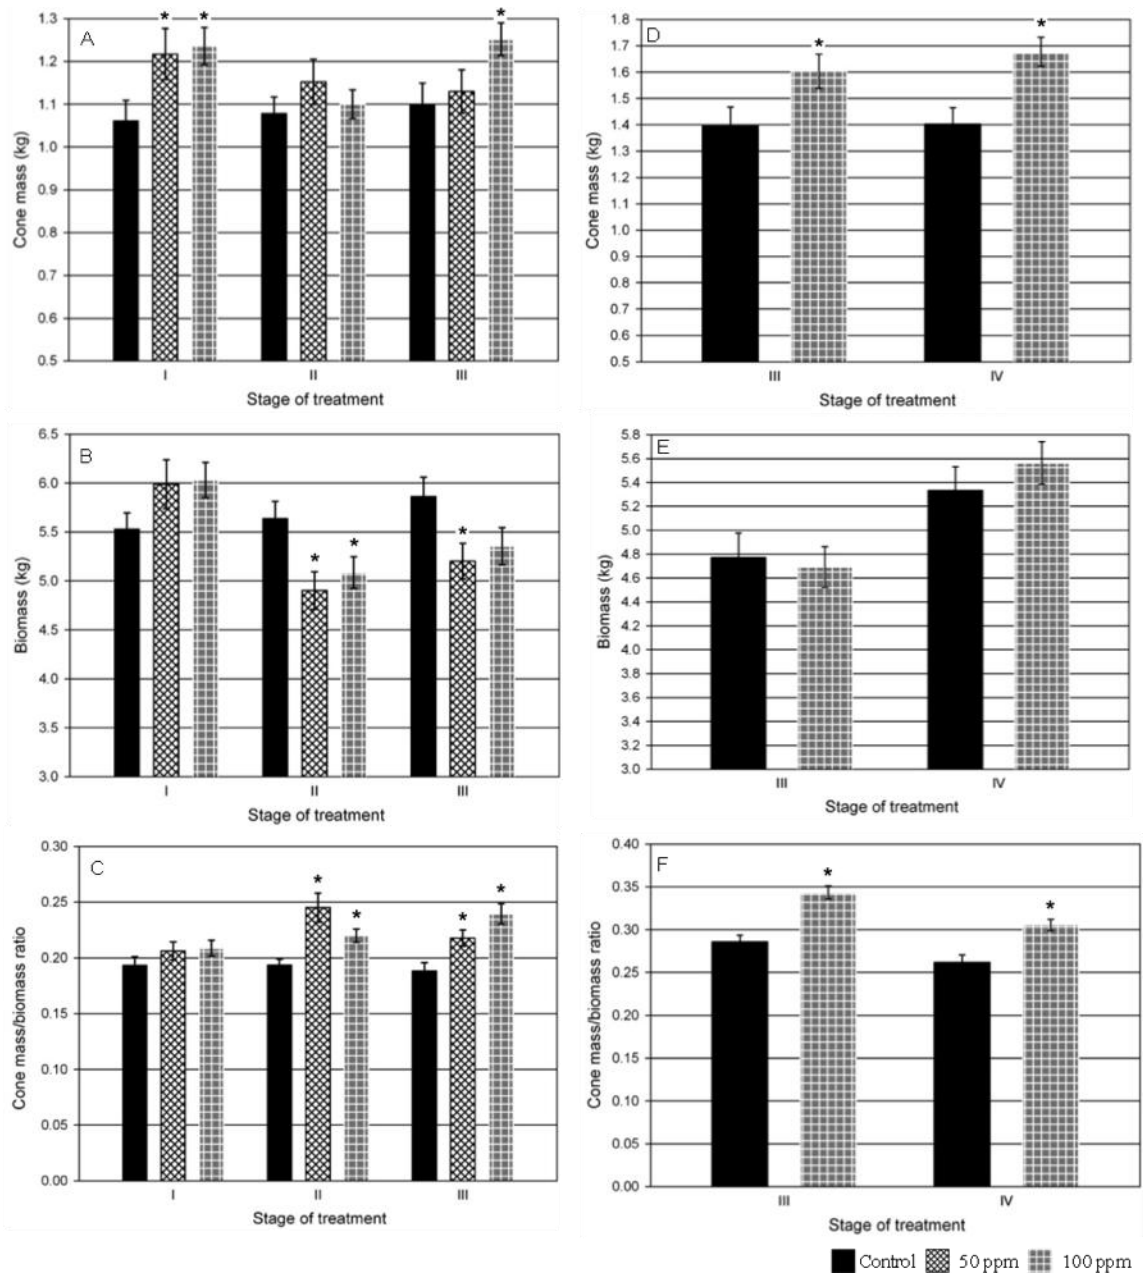 A
Cone mass (kg)
1.3
1.2
1.1
1.0
0.9
0.8
0.7
0.6
0.5
* * *
I II III
Stage of treatment
D
Cone mass (kg)
1.8
1.7
1.6
1.5
1.4
1.3
1.2
1.1
1.0
0.9
0.8
0.7
0.6
0.5
* *
III IV
Stage of treatment
B
Biomass (kg)
6.5
6.0
5.5
5.0
4.5
4.0
3.5
3.0
* * *
I II III
Stage of treatment
E
Biomass (kg)
5.8
5.6
5.4
5.2
5.0
4.8
4.6
4.4
4.2
4.0
3.8
3.6
3.4
3.2
3.0
III IV
Stage of treatment
C
Cone mass/biomass ratio
0.30
0.25
0.20
0.15
0.10
0.05
0.00
* * * *
I II III
Stage of treatment
F
Cone mass/biomass ratio
0.40
0.35
0.30
0.25
0.20
0.15
0.10
0.05
0.00
* *
III IV
Stage of treatment
Control 50 ppm 100 ppm